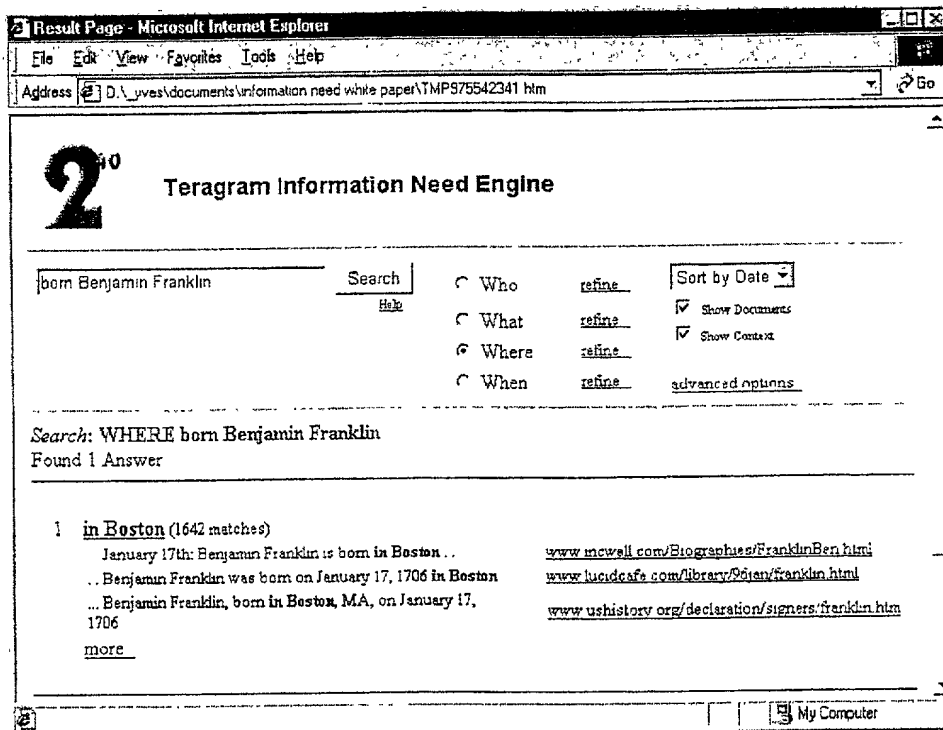 Result Page - Microsoft Internet Explorer
File Edit View Favorites Tools Help
Address D:\_yves\documents\information need white paper\TMP975542341 htm Go
2
Teragram Information Need Engine
born Benjamin Franklin Search Who refine Sort by Date
Help Show Documents
What refine Show Context
Where refine
When refine advanced options
Search: WHERE born Benjamin Franklin
Found 1 Answer
1 in Boston (1642 matches)
January 17th: Benjamin Franklin is born in Boston . . www mcwell com/Biographies/FranklinBen.html
. . Benjamin Franklin was born on January 17, 1706 in Boston www lucidcafe com/library/96jan/franklin.html
... Benjamin Franklin, born in Boston, MA, on January 17, 1706 www ushistory org/declaration/signers/franklin.htm
more
My Computer